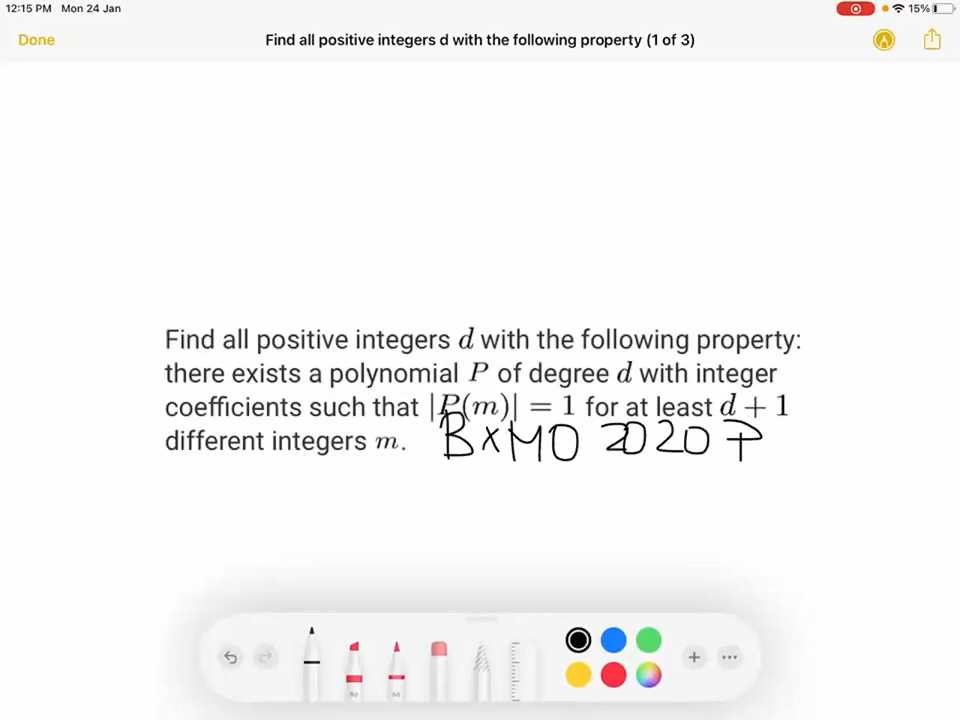 12:15 PM Mon 24 Jan
15%
Done
Find all positive integers d with the following property (1 of 3)
Find all positive integers d with the following property:
there exists a polynomial P of degree d with integer
coefficients such that |P(m)| = 1 for at least d + 1
different integers m.
BXMO 2020 P